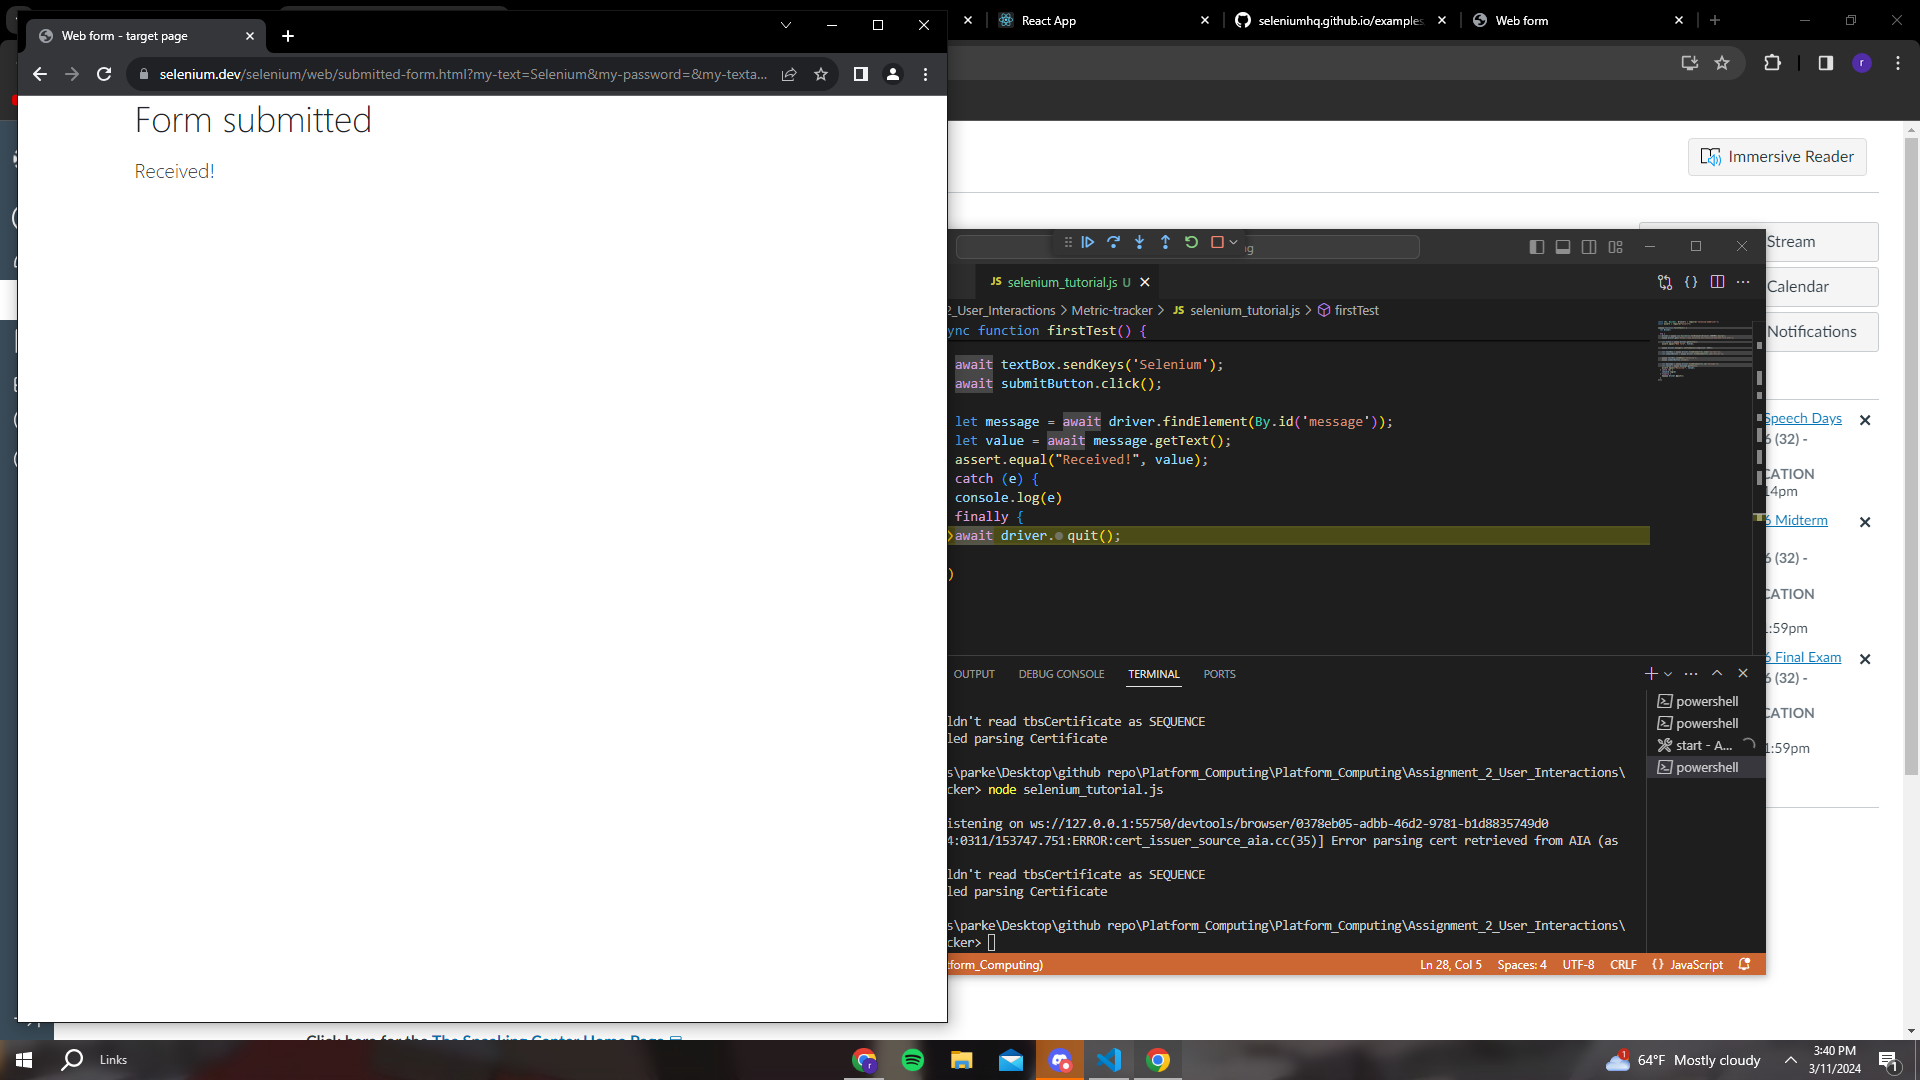 Web form - target page
React App
seleniumhq.github.io/examples
Web form
selenium.dev/selenium/web/submitted-form.html?my-text=Selenium&my-password=&my-texta...
r
Form submitted
Received!
Immersive Reader
Stream
Calendar
Notifications
JS selenium_tutorial.js U
2_User_Interactions > Metric-tracker > JS selenium_tutorial.js > firstTest
ync function firstTest() {
await textBox.sendKeys('Selenium');
await submitButton.click();
let message = await driver.findElement(By.id('message'));
let value = await message.getText();
assert.equal("Received!", value);
catch (e) {
console.log(e)
finally {
await driver.quit();
)
Speech Days
6 (32) -
CATION
14pm
6 Midterm
6 (32) -
CATION
1:59pm
6 Final Exam
6 (32) -
CATION
1:59pm
OUTPUT DEBUG CONSOLE TERMINAL PORTS
powershell
powershell
start - A...
powershell
ldn't read tbsCertificate as SEQUENCE
led parsing Certificate
s\parke\Desktop\github repo\Platform_Computing\Platform_Computing\Assignment_2_User_Interactions\
cker> node selenium_tutorial.js
istening on ws://127.0.0.1:55750/devtools/browser/0378eb05-adbb-46d2-9781-b1d8835749d0
4:0311/153747.751:ERROR:cert_issuer_source_aia.cc(35)] Error parsing cert retrieved from AIA (as
ldn't read tbsCertificate as SEQUENCE
led parsing Certificate
s\parke\Desktop\github repo\Platform_Computing\Platform_Computing\Assignment_2_User_Interactions\
cker>
tform_Computing)
Ln 28, Col 5 Spaces: 4 UTF-8 CRLF {} JavaScript
Click here for the The Speaking Center Home Page
Links
64°F Mostly cloudy
3:40 PM
3/11/2024
1